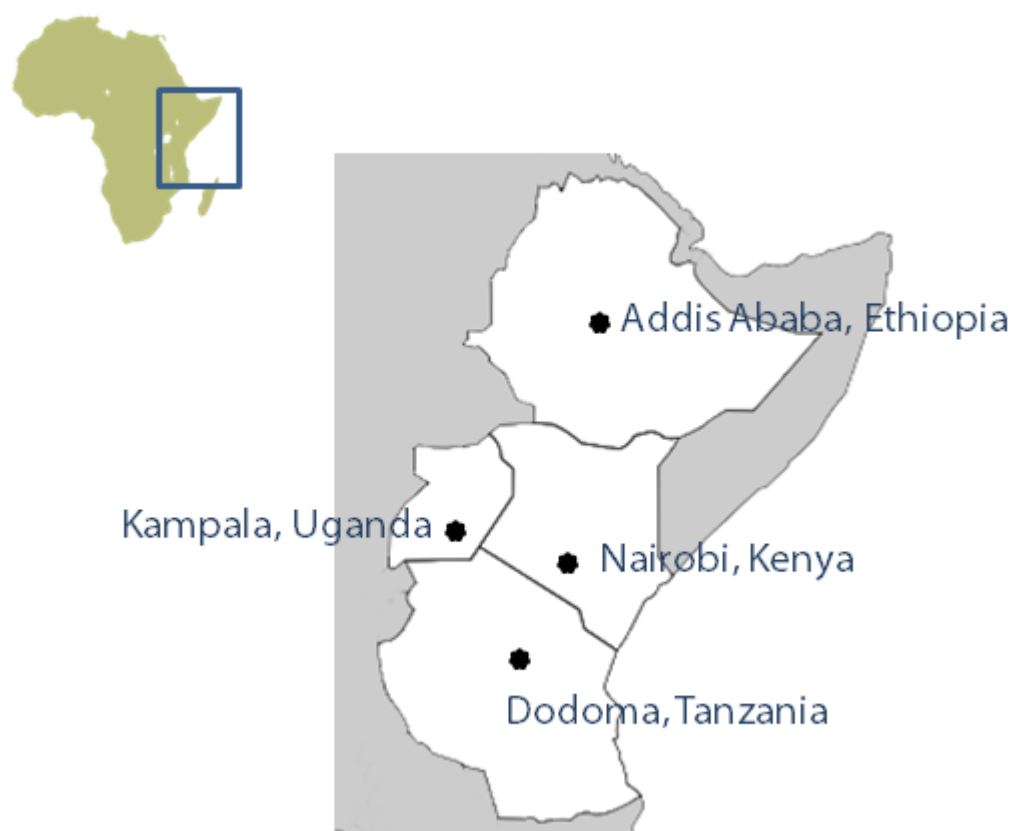 Addis Ababa, Ethiopia
Kampala, Uganda
Nairobi, Kenya
Dodoma, Tanzania